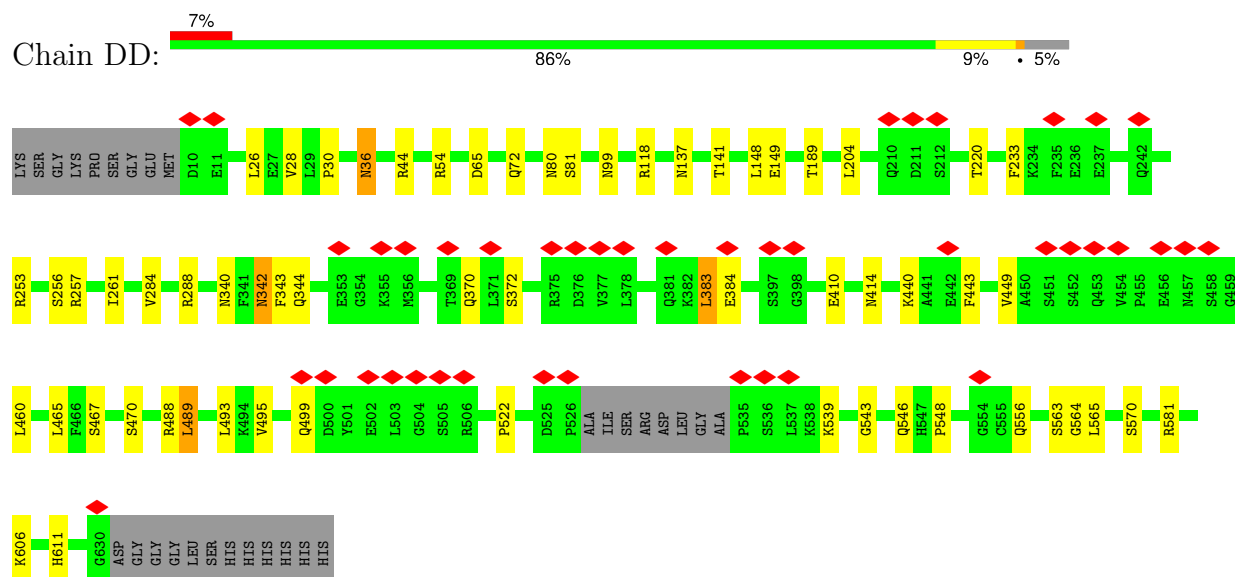 7%
Chain DD:
86% 9% • 5%
LYS SER GLY LYS PRO SER GLY GLU MET D10 E11 L26 E27 V28 L29 P30 N36 R44 R54 D65 Q72 N80 S81 N99 R118 N137 T141 L148 E149 T189 L204 Q210 D211 S212 T220 F233 K234 F235 E236 E237 Q242
R253 S256 R257 I261 V284 R288 N340 F341 N342 F343 Q344 E353 G354 K355 M356 T369 Q370 L371 S372 R375 D376 V377 L378 Q381 K382 L383 E384 S397 G398 E410 N414 K440 A441 E442 F443 V449 A450 S451 S452 Q453 V454 P455 E456 N457 S458 G459
L460 L465 F466 S467 S470 R488 L489 L493 K494 V495 Q499 D500 Y501 E502 L503 G504 S505 R506 P522 D525 P526 ALA ILE SER ARG ASP LEU GLY ALA P535 S536 L537 K538 K539 G543 Q546 H547 P548 G554 C555 Q556 S563 G564 L565 S570 R581
K606 H611 G630 ASP GLY GLY GLY LEU SER HIS HIS HIS HIS HIS HIS